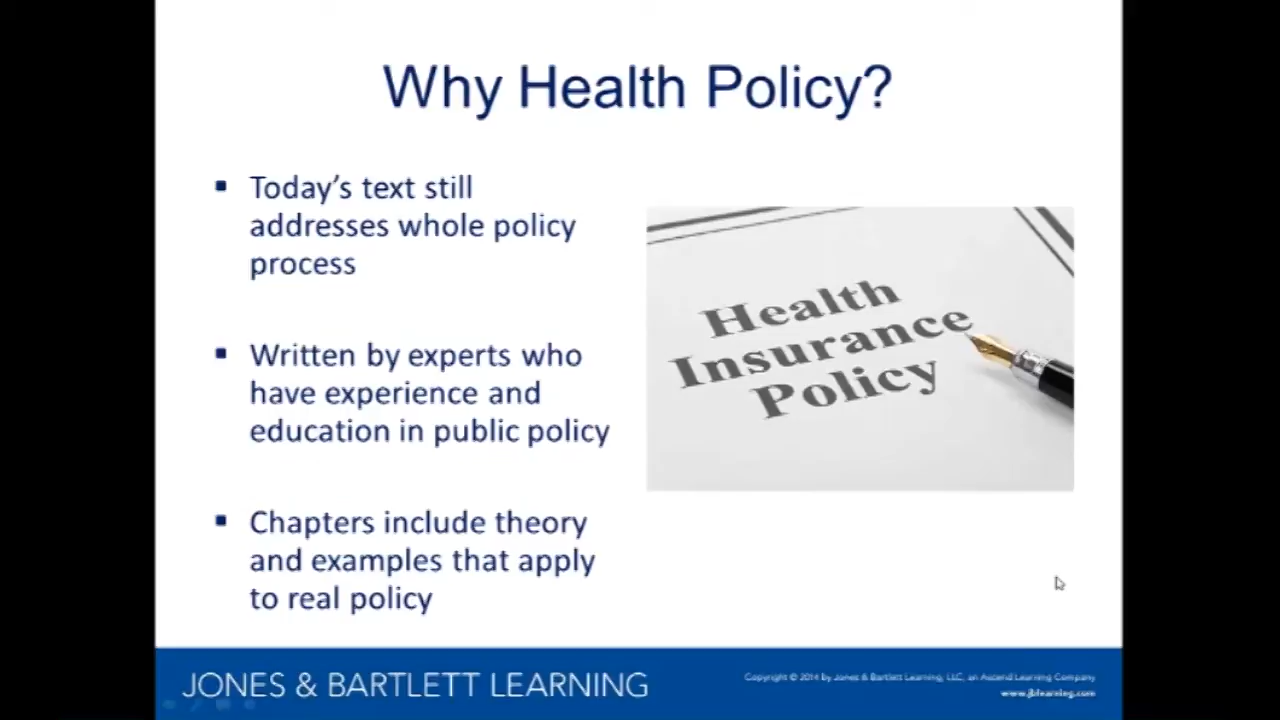 Why Health Policy?
▪ Today's text still
addresses whole policy
process
▪ Written by experts who
have experience and
education in public policy
▪ Chapters include theory
and examples that apply
to real policy
Health
Insurance
Policy
JONES & BARTLETT LEARNING
Copyright © 2014 by Jones & Bartlett Learning, LLC, an Ascend Learning Company
www.jblearning.com